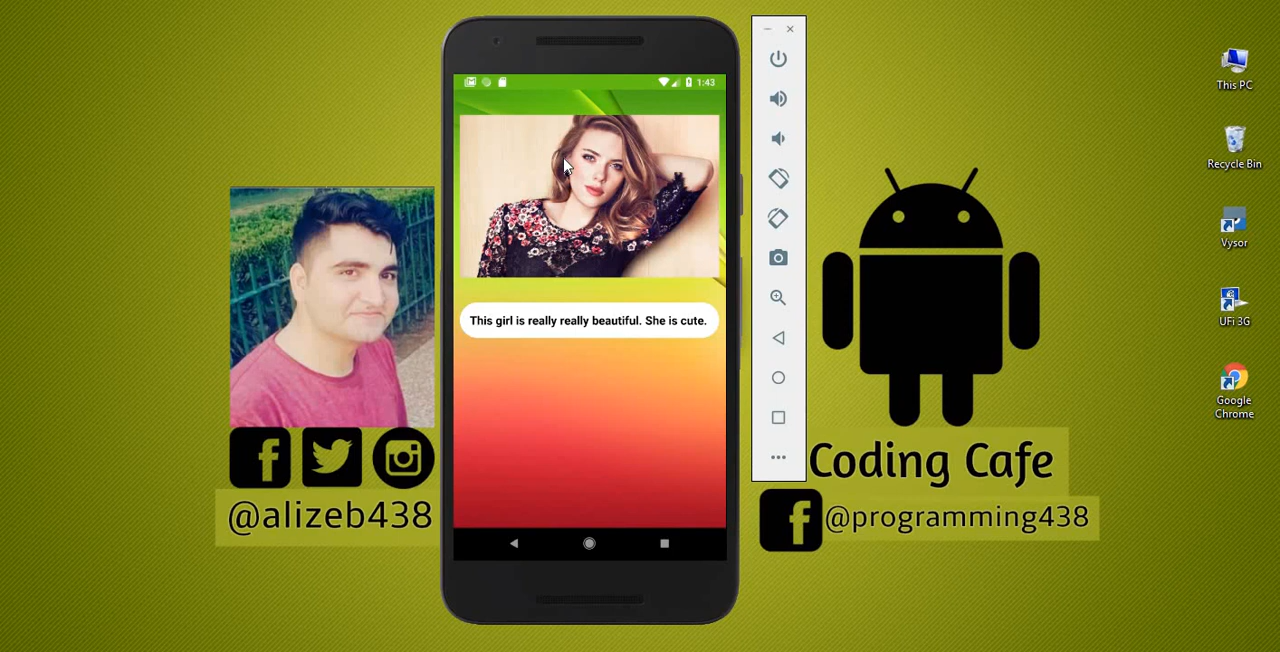 1:43
This girl is really really beautiful. She is cute.
@alizeb438
Coding Cafe
@programming438
This PC
Recycle Bin
Vysor
UFi 3G
Google
Chrome